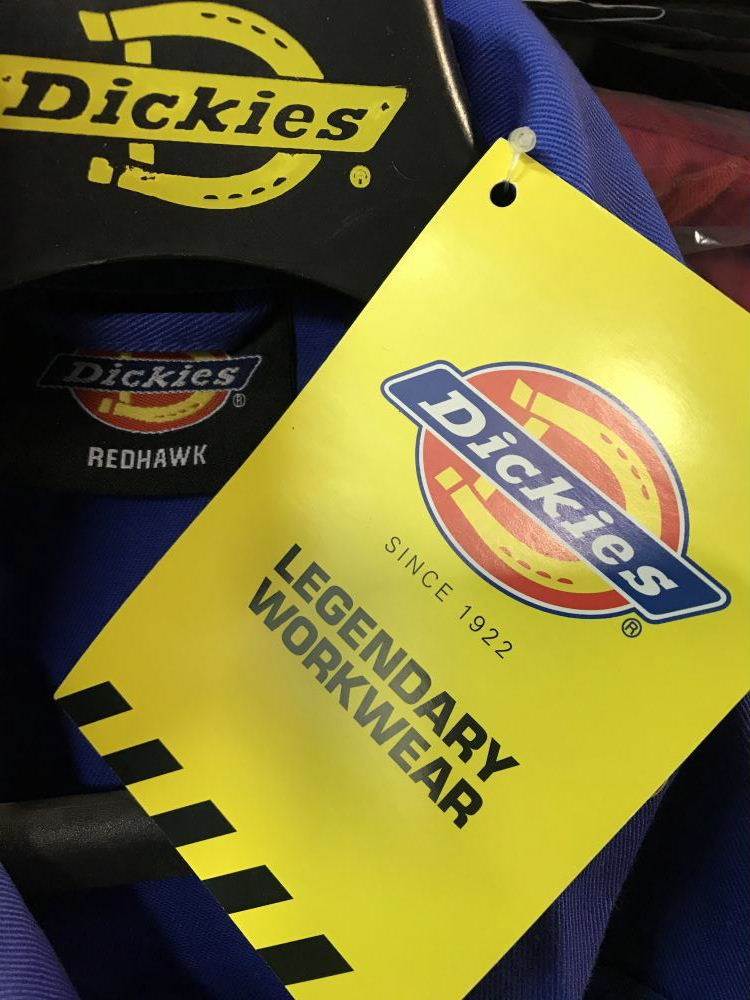 Dickies
Dickies®
REDHAWK
Dickies®
SINCE 1922
LEGENDARY
WORKWEAR